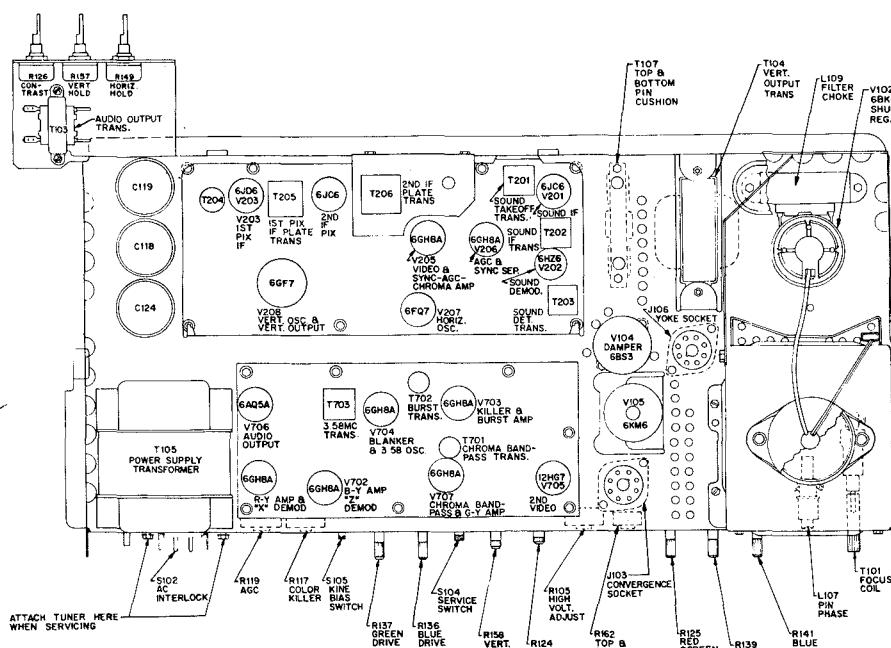 R126
CON-
TRAST
R157
VERT
HOLD
R149
HORIZ.
HOLD
T103
AUDIO OUTPUT
TRANS.
T107
TOP &
BOTTOM
PIN
CUSHION
T104
VERT.
OUTPUT
TRANS
L109
FILTER
CHOKE
V102
6BK
SHU
REG.
C119
C118
C124
T204
6JD6
V203
V203
1ST
PIX
IF
T205
1ST PIX
IF PLATE
TRANS
6JC6
2ND
IF
PIX
T206
2ND IF
PLATE
TRANS
T201
SOUND
TAKEOFF
TRANS.
6JC6
V201
SOUND IF
T202
SOUND
IF
TRANS
6GH8A
V205
VIDEO &
SYNC-AGC-
CHROMA AMP
6GH8A
V206
AGC &
SYNC SEP.
6HZ6
V202
SOUND
DEMOD.
T203
SOUND
DET.
TRANS.
6GF7
V208
VERT OSC &
VERT. OUTPUT
6FQ7
V207
HORIZ.
OSC.
J106
YOKE SOCKET
V104
DAMPER
6BS3
V105
6KM6
T105
POWER SUPPLY
TRANSFORMER
6AQ5A
V706
AUDIO
OUTPUT
T703
3.58MC
TRANS.
6GH8A
V704
BLANKER
& 3 58 OSC.
T702
BURST
TRANS.
6GH8A
V703
KILLER &
BURST AMP
T701
CHROMA BAND-
PASS TRANS.
6GH8A
R-Y AMP &
"X" DEMOD
6GH8A
V702
B-Y AMP
"Z"
DEMOD
6GH8A
V707
CHROMA BAND-
PASS & G-Y AMP
12HG7
V705
2ND
VIDEO
ATTACH TUNER HERE
WHEN SERVICING
S102
AC
INTERLOCK
R119
AGC
R117
COLOR
KILLER
S105
KINE
BIAS
SWITCH
R137
GREEN
DRIVE
R136
BLUE
DRIVE
S104
SERVICE
SWITCH
R158
VERT.
R124
R105
HIGH
VOLT.
ADJUST
R162
TOP &
J103
CONVERGENCE
SOCKET
R125
RED
SCREEN
R139
R141
BLUE
L107
PIN
PHASE
T101
FOCUS
COIL